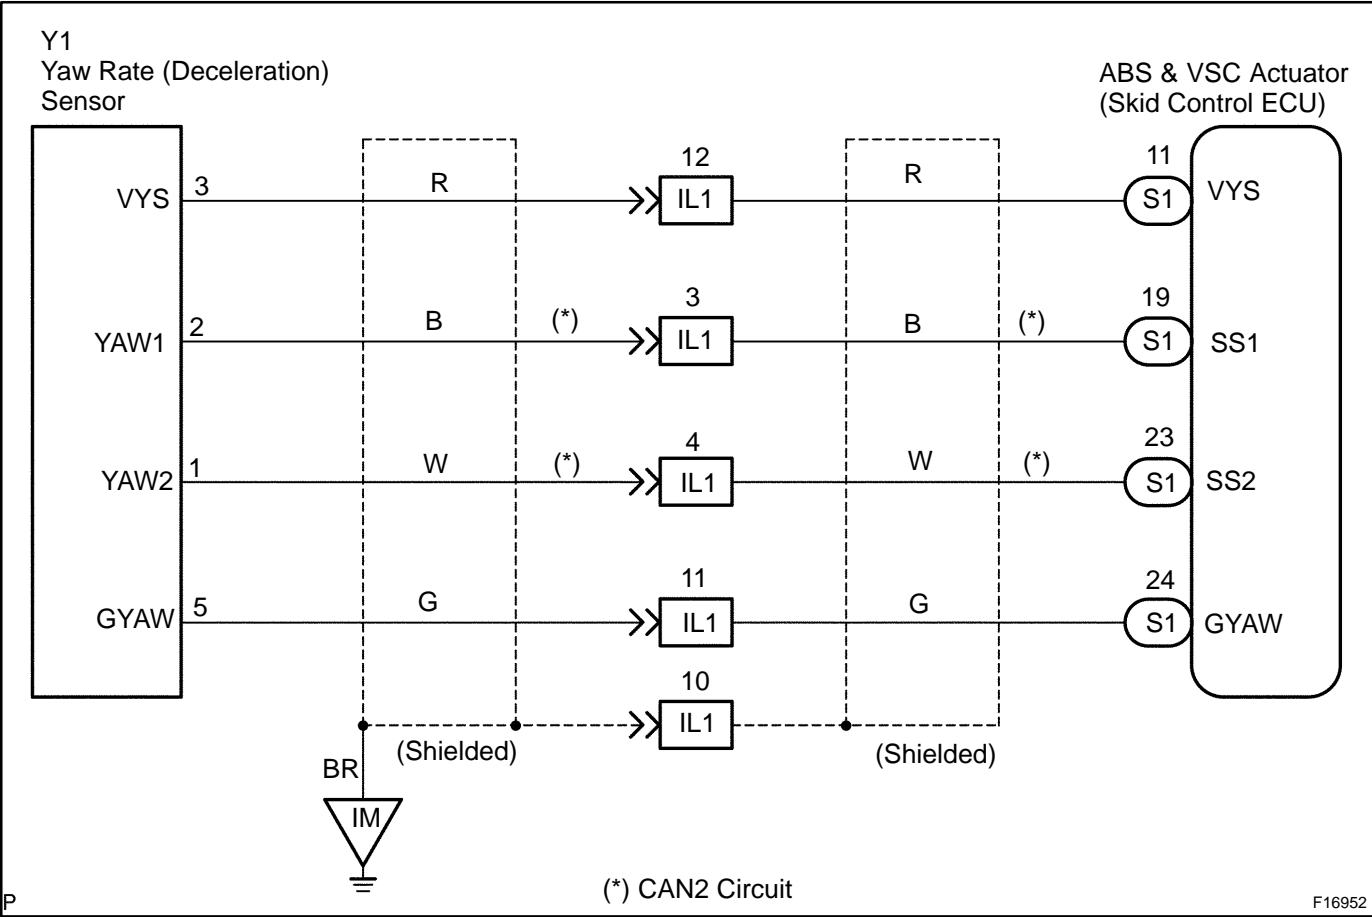 Y1
Yaw Rate (Deceleration)
Sensor
ABS & VSC Actuator
(Skid Control ECU)
VYS 3 R 12 IL1 R 11 S1 VYS
YAW1 2 B (*) 3 IL1 B (*) 19 S1 SS1
YAW2 1 W (*) 4 IL1 W (*) 23 S1 SS2
GYAW 5 G 11 IL1 G 24 S1 GYAW
10
IL1
(Shielded)
(Shielded)
BR
IM
(*) CAN2 Circuit
P
F16952